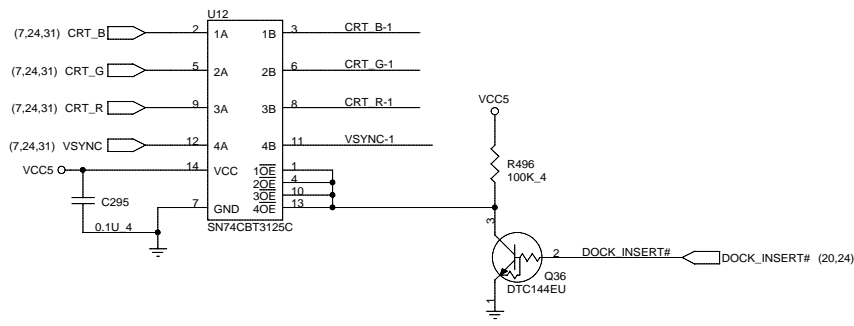 U12
(7,24,31) CRT_B 2 1A 1B 3 CRT_B-1
(7,24,31) CRT_G 5 2A 2B 6 CRT_G-1
(7,24,31) CRT_R 9 3A 3B 8 CRT_R-1
(7,24,31) VSYNC 12 4A 4B 11 VSYNC-1
VCC5 14 VCC 1OE 1
2OE 4
3OE 10
7 GND 4OE 13
SN74CBT3125C
C295
0.1U_4
VCC5
R496
100K_4
3
2 DOCK_INSERT# DOCK_INSERT# (20,24)
Q36
DTC144EU
1